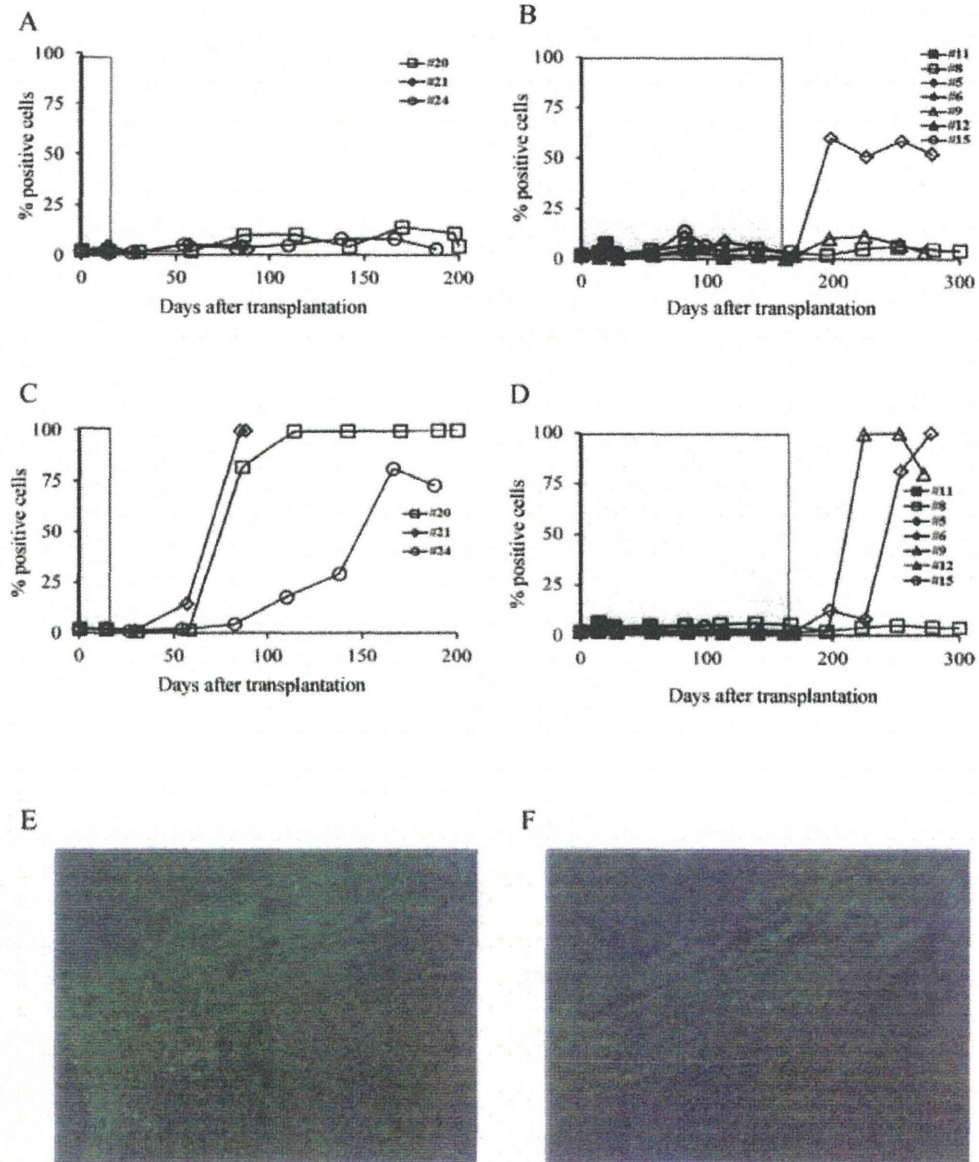 A
% positive cells
100
75
50
25
0
0 50 100 150 200
Days after transplantation
#20
#21
#24
B
% positive cells
100
75
50
25
0
0 100 200 300
Days after transplantation
#11
#8
#5
#6
#9
#12
#15
C
% positive cells
100
75
50
25
0
0 50 100 150 200
Days after transplantation
#20
#21
#24
D
% positive cells
100
75
50
25
0
0 100 200 300
Days after transplantation
#11
#8
#5
#6
#9
#12
#15
E
F